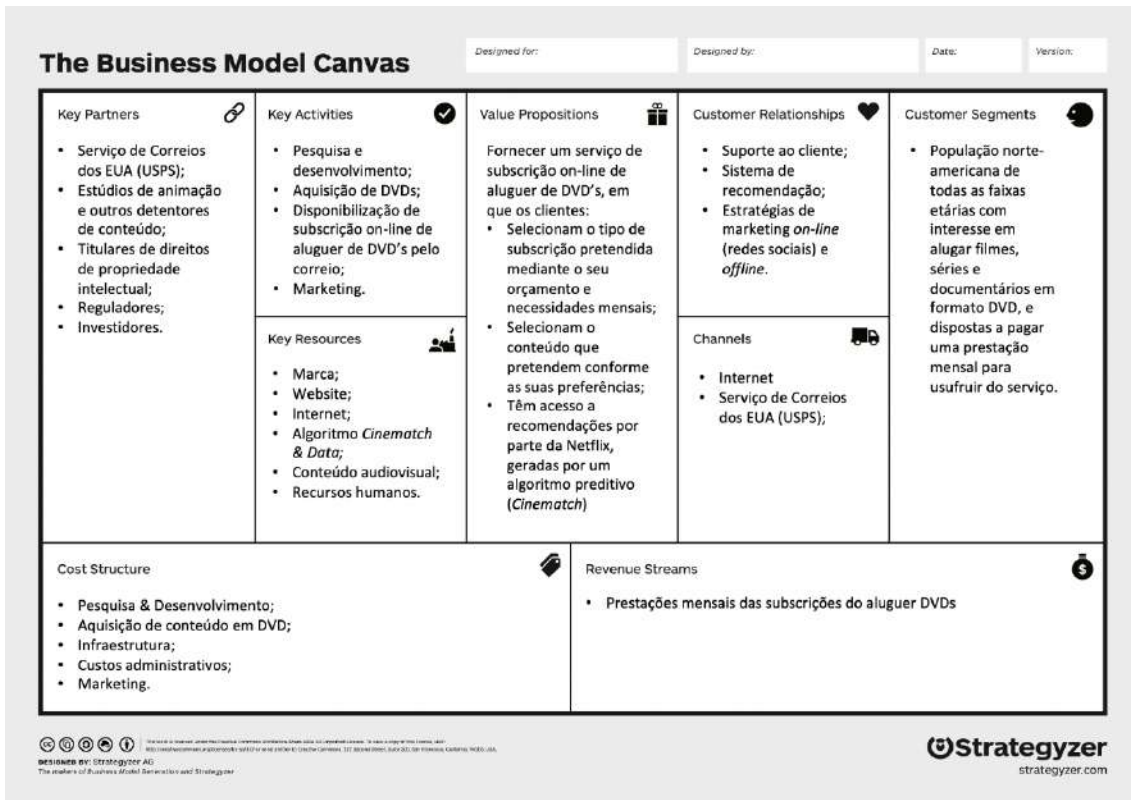 The Business Model Canvas
Designed for:
Designed by:
Date:
Version:
Key Partners
• Serviço de Correios
dos EUA (USPS);
• Estúdios de animação
e outros detentores
de conteúdo;
• Titulares de direitos
de propriedade
intelectual;
• Reguladores;
• Investidores.
Key Activities
• Pesquisa e
desenvolvimento;
• Aquisição de DVDs;
• Disponibilização de
subscrição on-line de
aluguer de DVD's pelo
correio;
• Marketing.
Key Resources
• Marca;
• Website;
• Internet;
• Algoritmo Cinematch
& Data;
• Conteúdo audiovisual;
• Recursos humanos.
Value Propositions
Fornecer um serviço de
subscrição on-line de
aluguer de DVD's, em
que os clientes:
• Selecionam o tipo de
subscrição pretendida
mediante o seu
orçamento e
necessidades mensais;
• Selecionam o
conteúdo que
pretendem conforme
as suas preferências;
• Têm acesso a
recomendações por
parte da Netflix,
geradas por um
algoritmo preditivo
(Cinematch)
Customer Relationships
• Suporte ao cliente;
• Sistema de
recomendação;
• Estratégias de
marketing on-line
(redes sociais) e
offline.
Channels
• Internet
• Serviço de Correios
dos EUA (USPS);
Customer Segments
• População norte-
americana de
todas as faixas
etárias com
interesse em
alugar filmes,
séries e
documentários em
formato DVD, e
dispostas a pagar
uma prestação
mensal para
usufruir do serviço.
Cost Structure
• Pesquisa & Desenvolvimento;
• Aquisição de conteúdo em DVD;
• Infraestrutura;
• Custos administrativos;
• Marketing.
Revenue Streams
• Prestações mensais das subscrições do aluguer DVDs
DESIGNED BY: Strategyzer AG
The makers of Business Model Generation and Strategyzer
Strategyzer
strategyzer.com